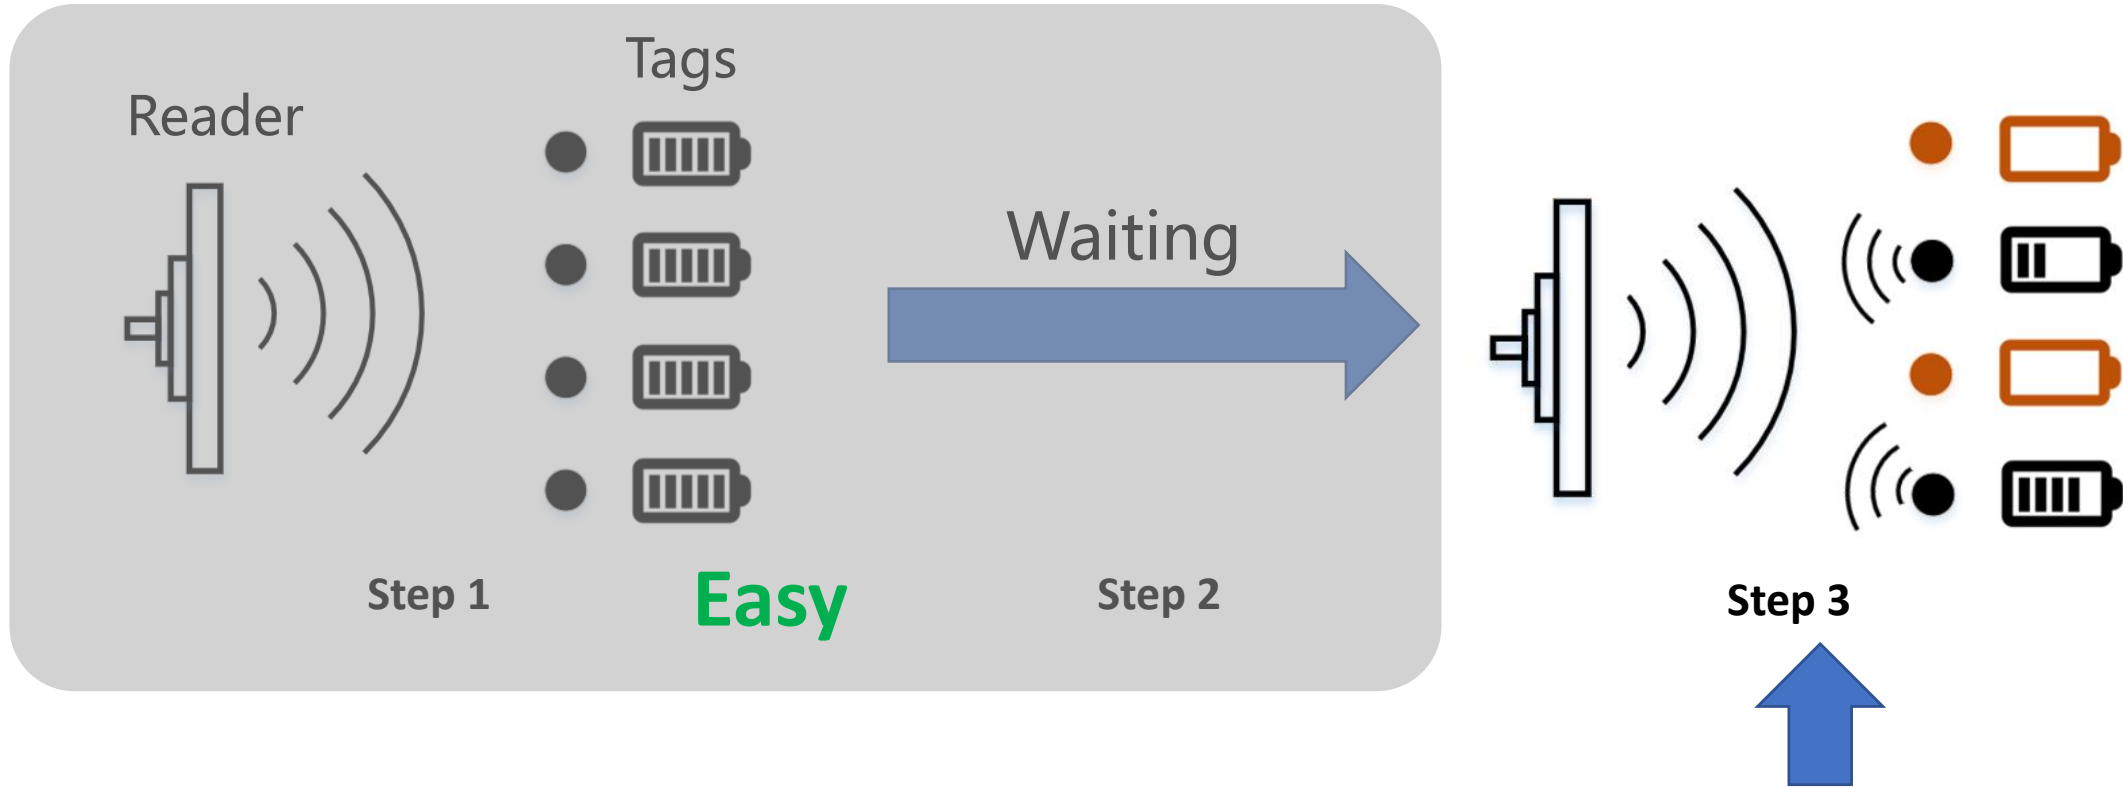 Tags
Reader
Waiting
Step 1
Easy
Step 2
Step 3